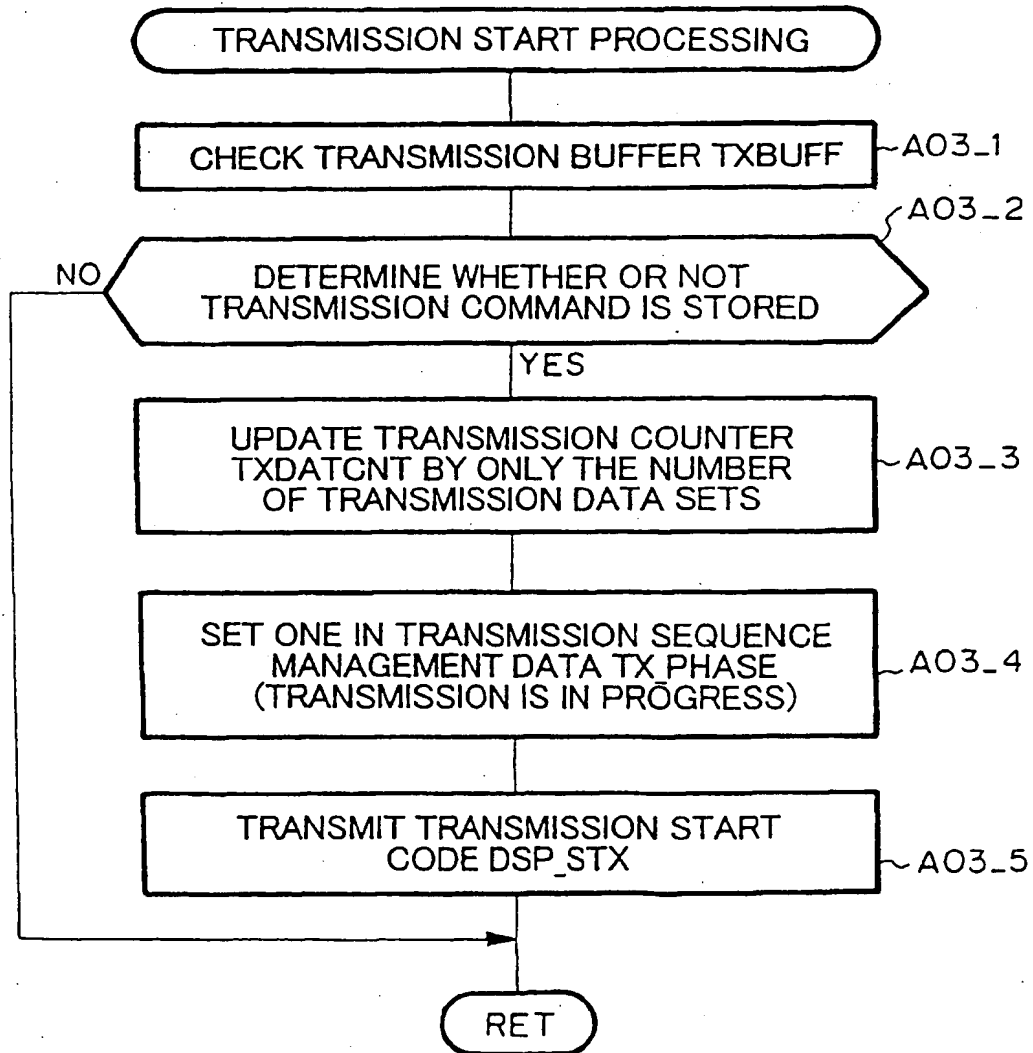 TRANSMISSION START PROCESSING
CHECK TRANSMISSION BUFFER TXBUFF
A03_1
A03_2
NO
DETERMINE WHETHER OR NOT
TRANSMISSION COMMAND IS STORED
YES
UPDATE TRANSMISSION COUNTER
TXDATCNT BY ONLY THE NUMBER
OF TRANSMISSION DATA SETS
A03_3
SET ONE IN TRANSMISSION SEQUENCE
MANAGEMENT DATA TX_PHASE
(TRANSMISSION IS IN PROGRESS)
A03_4
TRANSMIT TRANSMISSION START
CODE DSP_STX
A03_5
RET